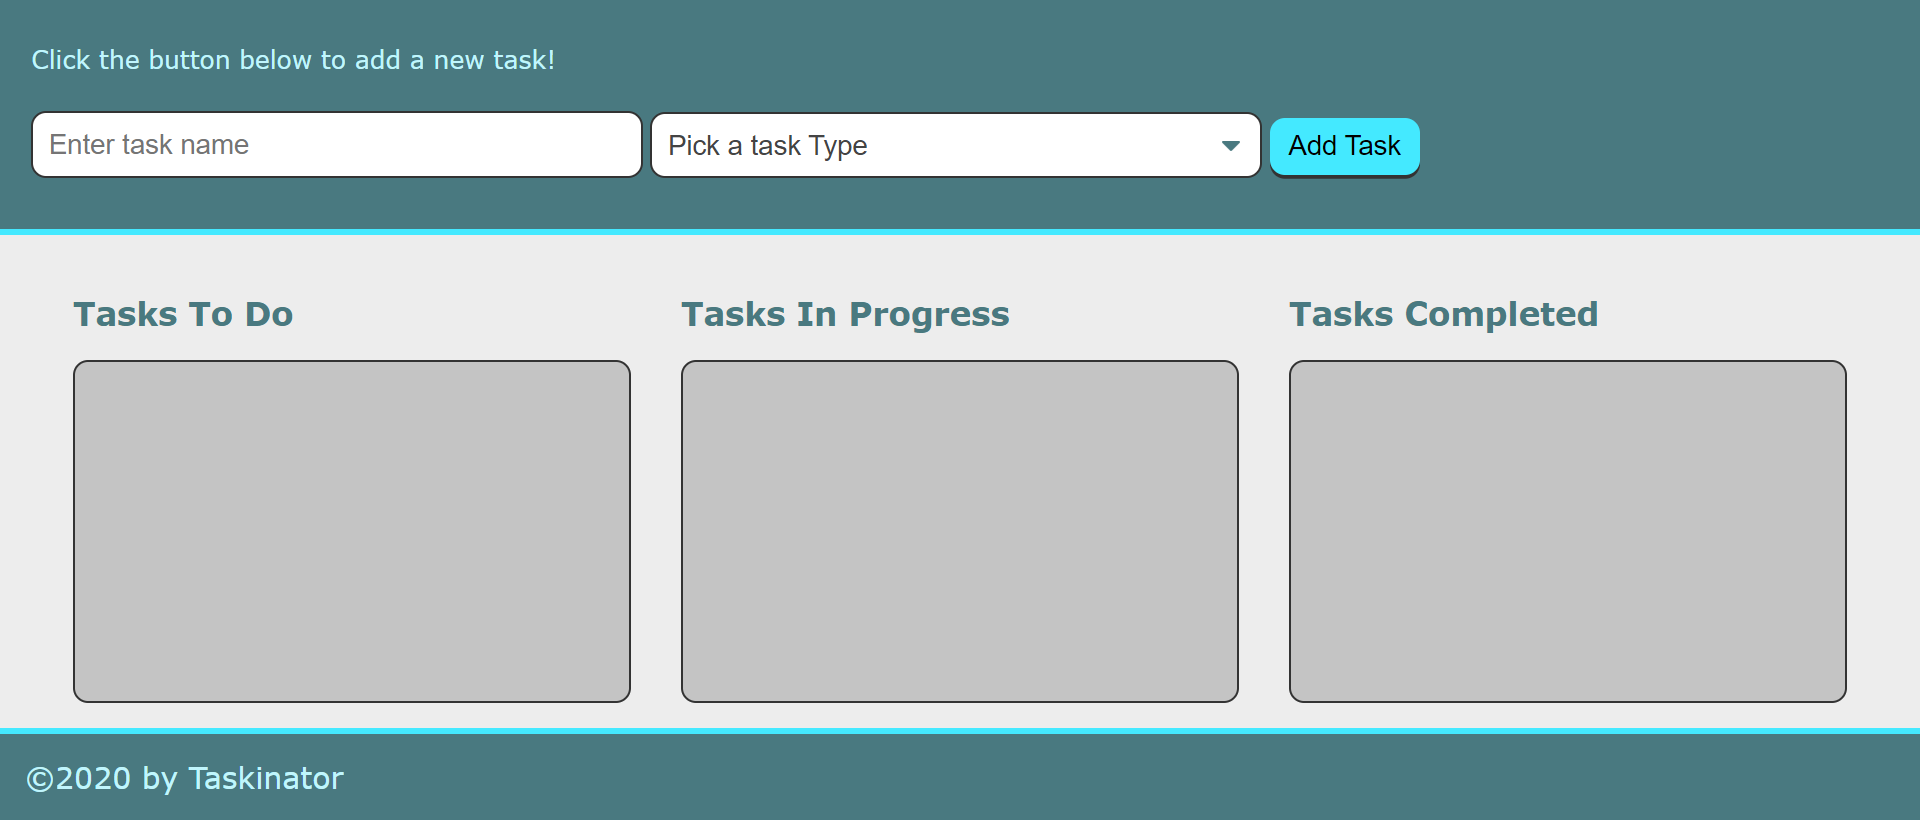 Click the button below to add a new task!
Enter task name
Pick a task Type
Add Task
Tasks To Do
Tasks In Progress
Tasks Completed
©2020 by Taskinator